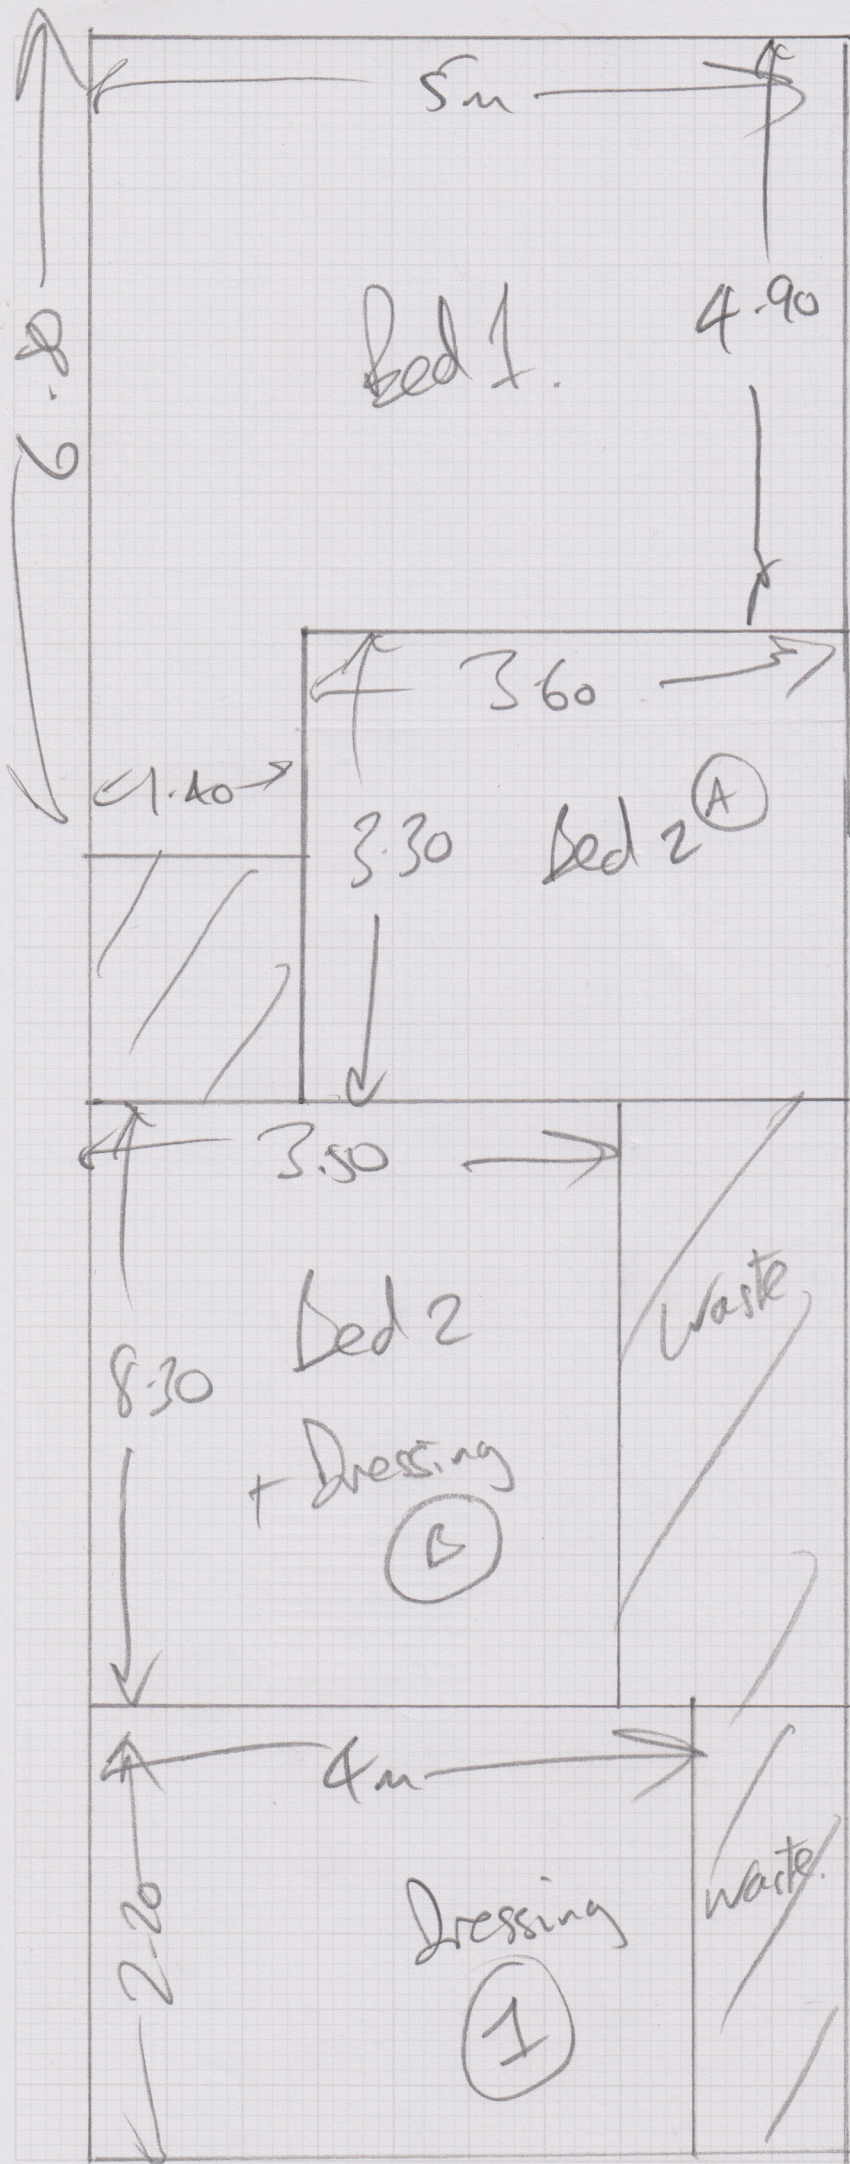 5m
4.90
6.8
Bed 1.
3.60
1.40
3.30
Bed 2 A
3.50
Waste
Bed 2
8.30
+ Dressing
B
4m
Waste.
2.20
Dressing
1